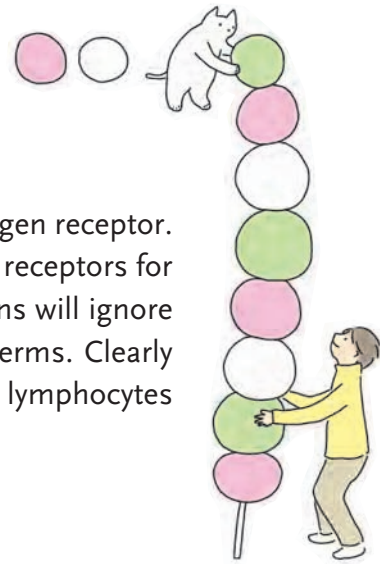 gen receptor.
receptors for
ns will ignore
erms. Clearly
lymphocytes